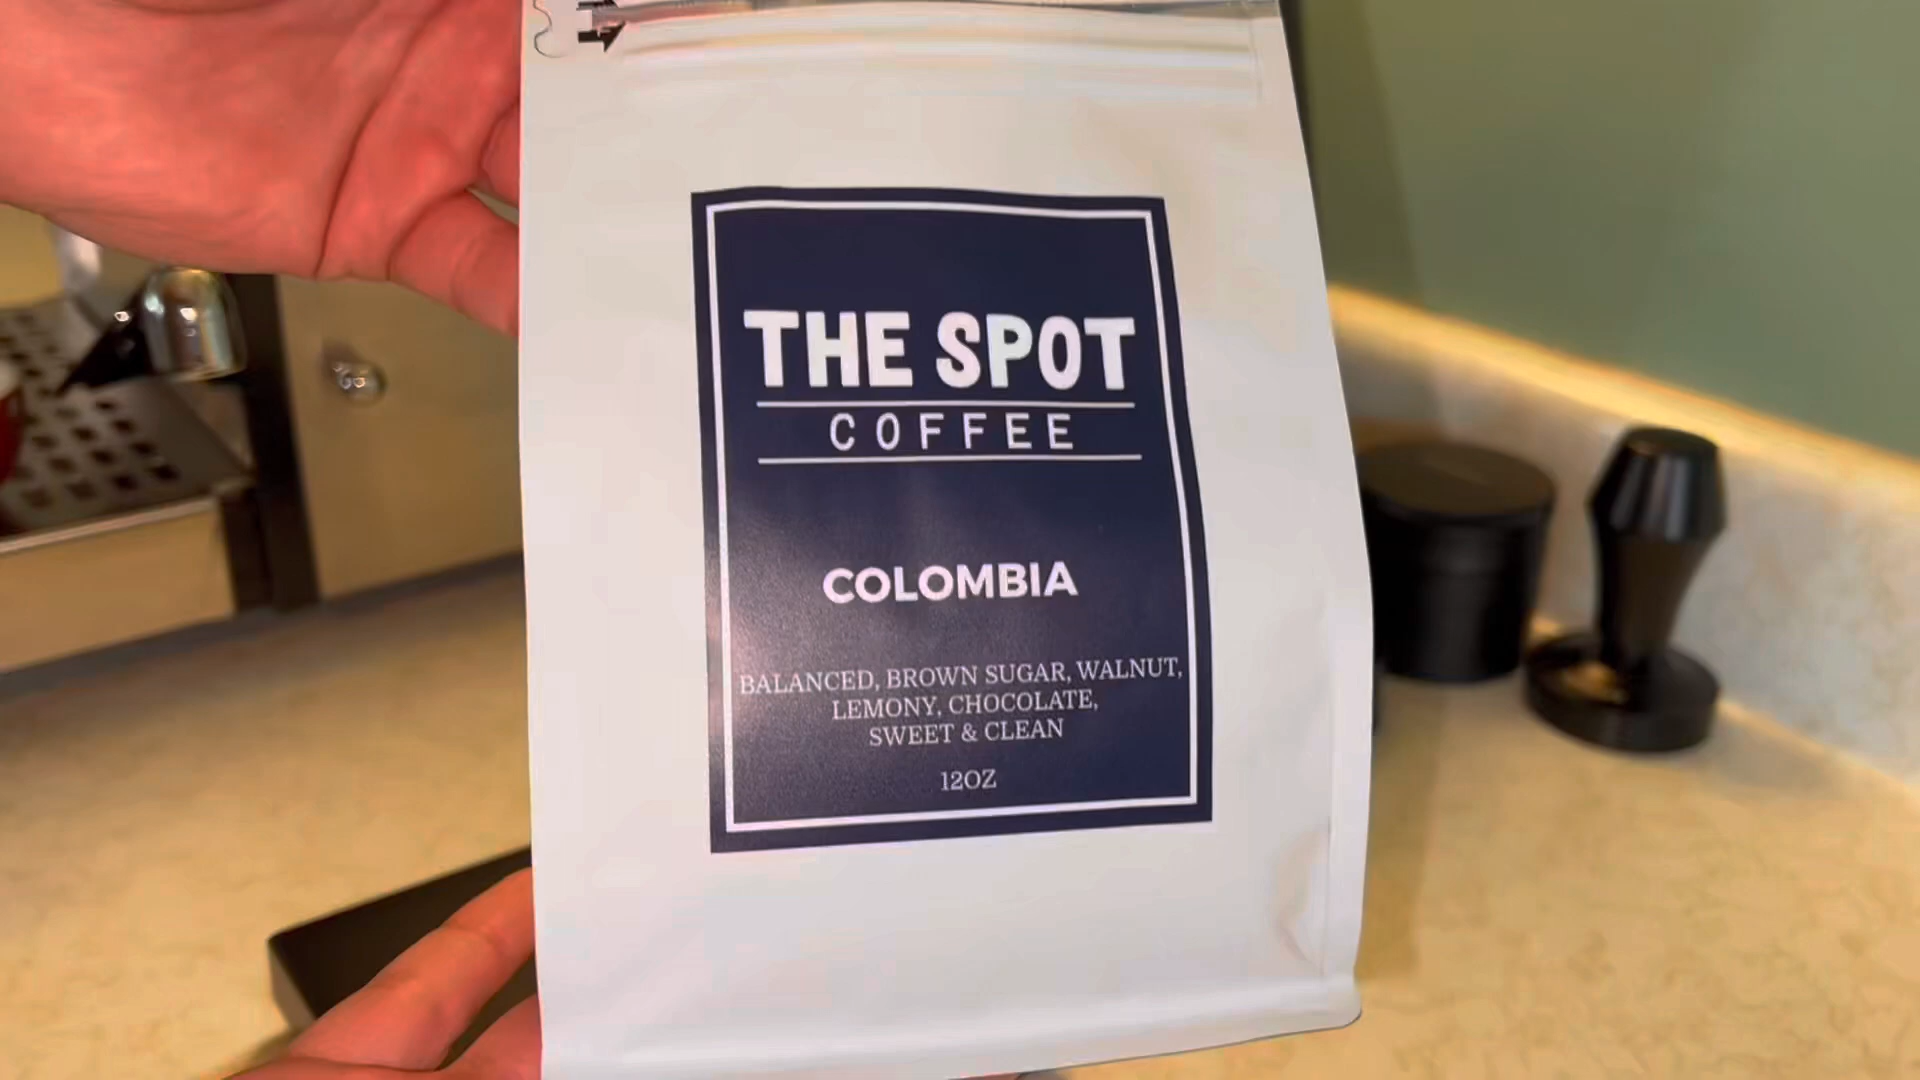 THE SPOT
COFFEE
COLOMBIA
BALANCED, BROWN SUGAR, WALNUT,
LEMONY, CHOCOLATE,
SWEET & CLEAN
12OZ